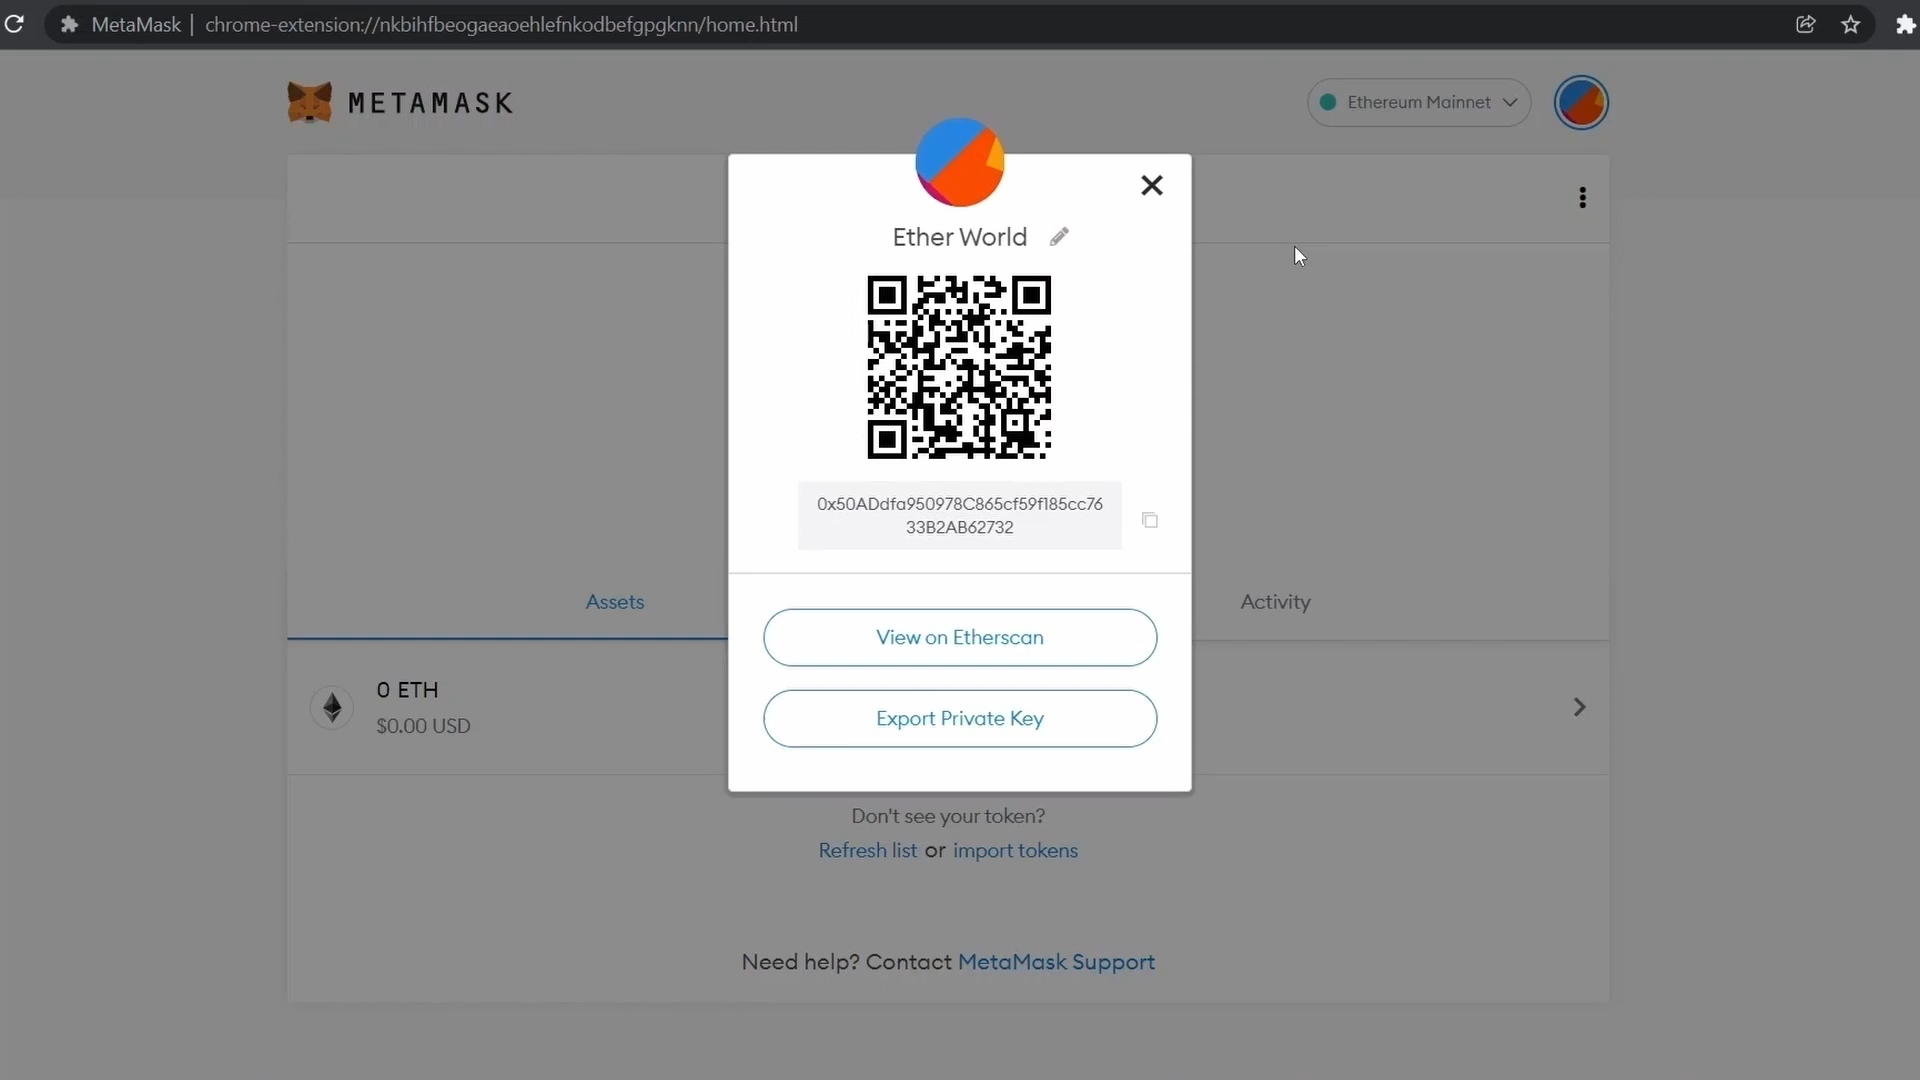 MetaMask | chrome-extension://nkbihfbeogaeaoehlefnkodbefgpgknn/home.html
METAMASK
Ethereum Mainnet
Ether World
0x50ADdfa950978C865cf59f185cc76
33B2AB62732
View on Etherscan
Export Private Key
Assets
Activity
0 ETH
$0.00 USD
Don't see your token?
Refresh list or import tokens
Need help? Contact MetaMask Support